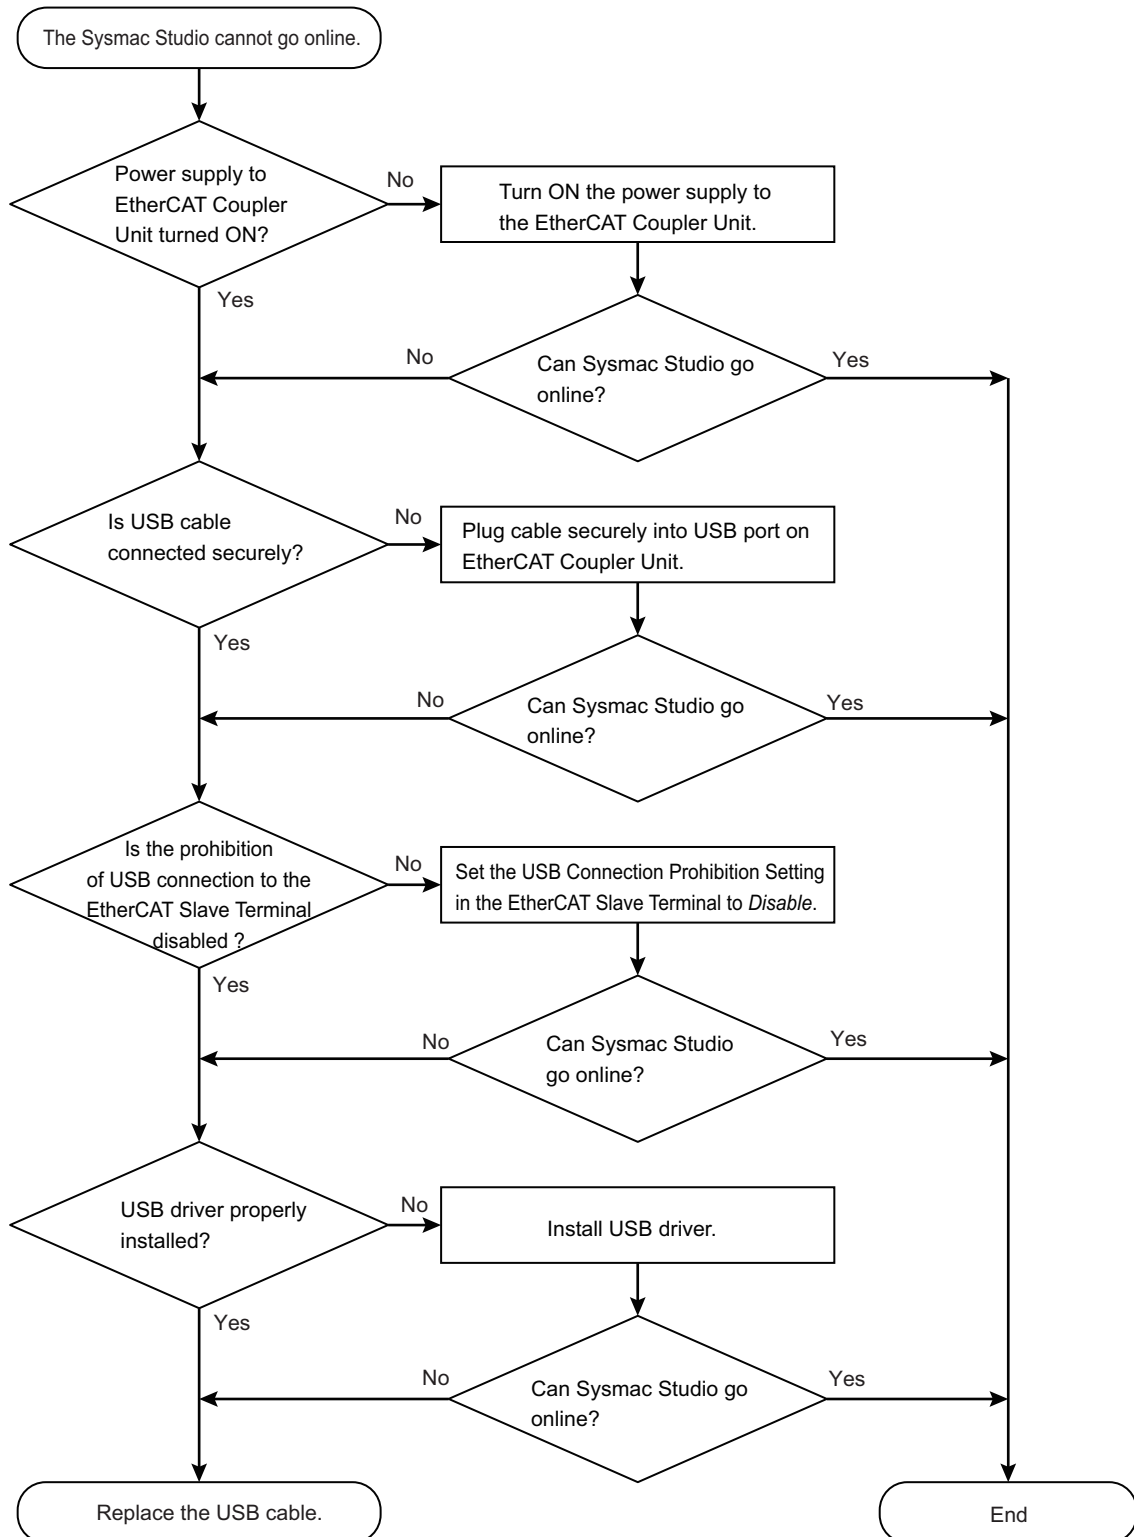 The Sysmac Studio cannot go online.
Power supply to
EtherCAT Coupler
Unit turned ON?
No
Turn ON the power supply to
the EtherCAT Coupler Unit.
Yes
No
Can Sysmac Studio go
online?
Yes
Is USB cable
connected securely?
No
Plug cable securely into USB port on
EtherCAT Coupler Unit.
Yes
No
Can Sysmac Studio go
online?
Yes
Is the prohibition
of USB connection to the
EtherCAT Slave Terminal
disabled ?
No
Set the USB Connection Prohibition Setting
in the EtherCAT Slave Terminal to Disable.
Yes
No
Can Sysmac Studio
go online?
Yes
USB driver properly
installed?
No
Install USB driver.
Yes
No
Can Sysmac Studio go
online?
Yes
Replace the USB cable.
End